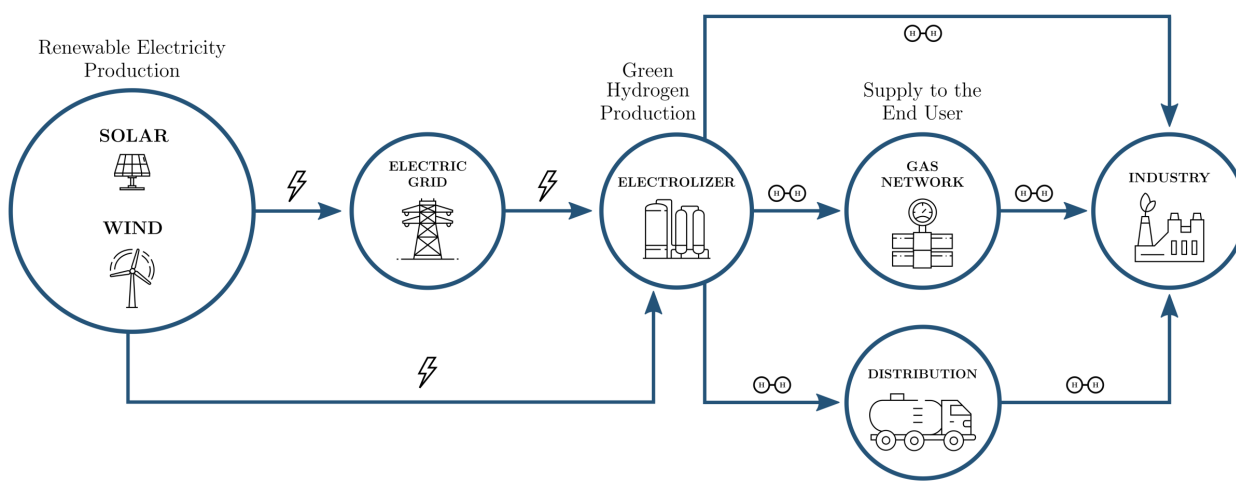 Renewable Electricity
Production
SOLAR
WIND
ELECTRIC
GRID
Green
Hydrogen
Production
ELECTROLIZER
Supply to the
End User
GAS
NETWORK
INDUSTRY
DISTRIBUTION
H H
H H
H H
H H
H H